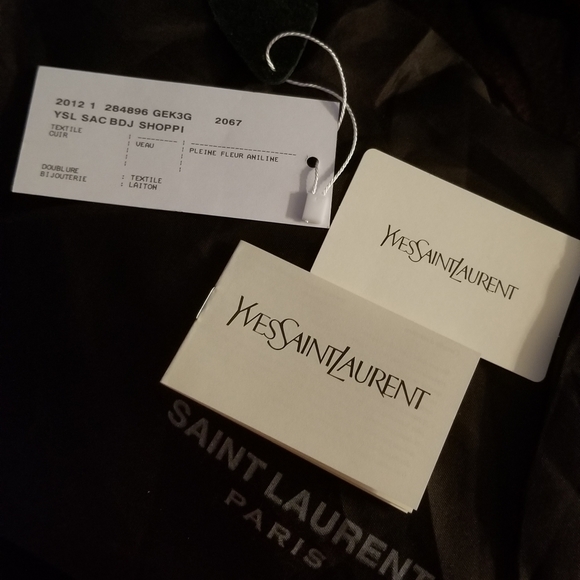 2012 1 284896 GEK3G 2067
YSL SAC BDJ SHOPPI
TEXTILE
CUIR : VEAU PLEINE FLEUR ANILINE
DOUBLURE : TEXTILE
BIJOUTERIE : LAITON
YVESSAINTLAURENT
YVESSAINTLAURENT
SAINT LAURENT
PARIS